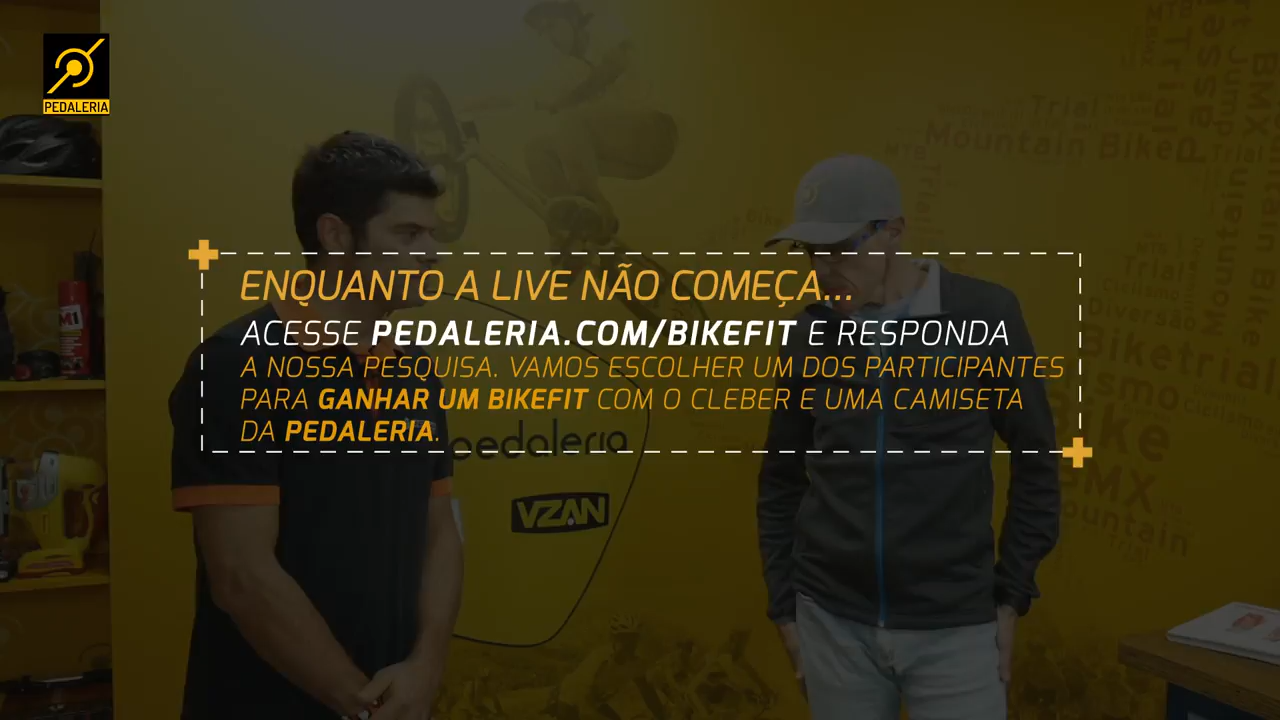 PEDALERIA
ENQUANTO A LIVE NÃO COMEÇA...
ACESSE PEDALERIA.COM/BIKEFIT E RESPONDA
A NOSSA PESQUISA. VAMOS ESCOLHER UM DOS PARTICIPANTES
PARA GANHAR UM BIKEFIT COM O CLEBER E UMA CAMISETA
DA PEDALERIA.
pedaleria
VZAN
Trial
Mountain Bike
Biketrial
BMX
Mountain